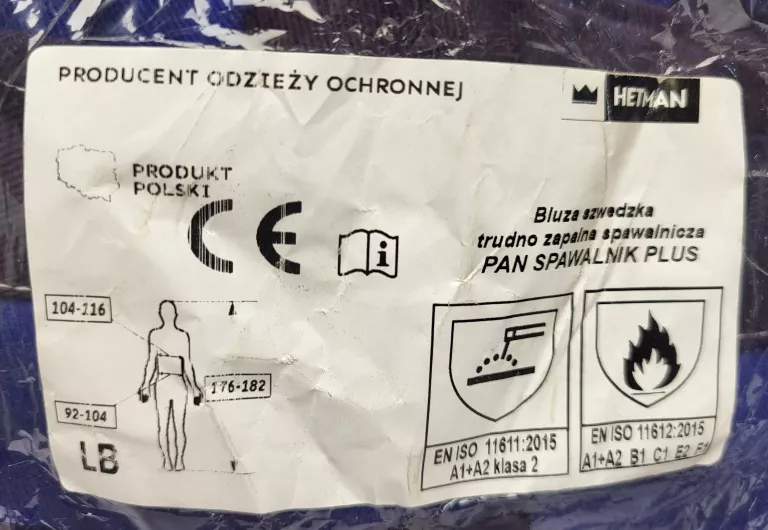 PRODUCENT ODZIEŻY OCHRONNEJ
HETMAN
PRODUKT
POLSKI
CE
i
Bluza szwedzka
trudno zapalna spawalnicza
PAN SPAWALNIK PLUS
104-116
176-182
92-104
LB
EN ISO 11611:2015
A1+A2 klasa 2
EN ISO 11612:2015
A1+A2 B1 C1 E2 F1